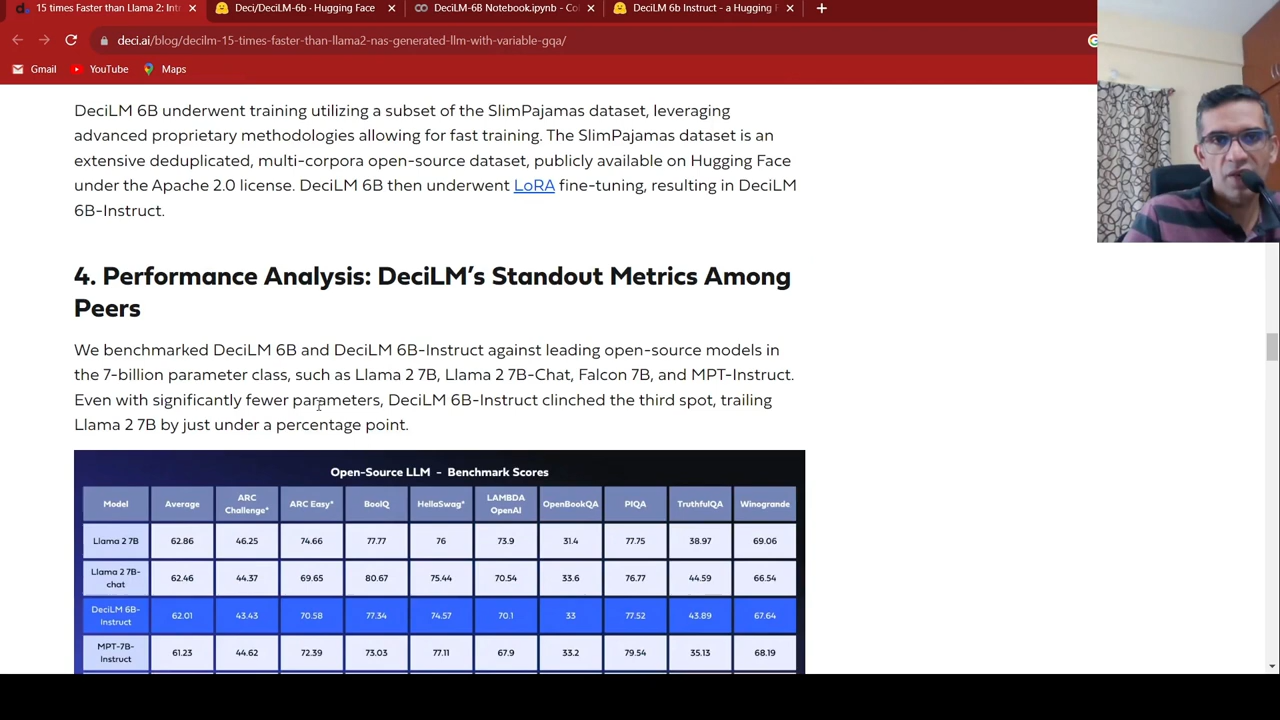 15 times Faster than Llama 2: Int
Deci/DeciLM-6b · Hugging Face
DeciLM-6B Notebook.ipynb - Co
DeciLM 6b Instruct - a Hugging F
deci.ai/blog/decilm-15-times-faster-than-llama2-nas-generated-llm-with-variable-gqa/
Gmail YouTube Maps
DeciLM 6B underwent training utilizing a subset of the SlimPajamas dataset, leveraging
advanced proprietary methodologies allowing for fast training. The SlimPajamas dataset is an
extensive deduplicated, multi-corpora open-source dataset, publicly available on Hugging Face
under the Apache 2.0 license. DeciLM 6B then underwent LoRA fine-tuning, resulting in DeciLM
6B-Instruct.
4. Performance Analysis: DeciLM’s Standout Metrics Among
Peers
We benchmarked DeciLM 6B and DeciLM 6B-Instruct against leading open-source models in
the 7-billion parameter class, such as Llama 2 7B, Llama 2 7B-Chat, Falcon 7B, and MPT-Instruct.
Even with significantly fewer parameters, DeciLM 6B-Instruct clinched the third spot, trailing
Llama 2 7B by just under a percentage point.
Open-Source LLM - Benchmark Scores
Model Average ARC Challenge* ARC Easy* BoolQ HellaSwag* LAMBDA OpenAI OpenBookQA PIQA TruthfulQA Winogrande
Llama 2 7B 62.86 46.25 74.66 77.77 76 73.9 31.4 77.75 38.97 69.06
Llama 2 7B-chat 62.46 44.37 69.65 80.67 75.44 70.54 33.6 76.77 44.59 66.54
DeciLM 6B-Instruct 62.01 43.43 70.58 77.34 74.57 70.1 33 77.52 43.89 67.64
MPT-7B-Instruct 61.23 44.62 72.39 73.03 77.11 67.9 33.2 79.54 35.13 68.19